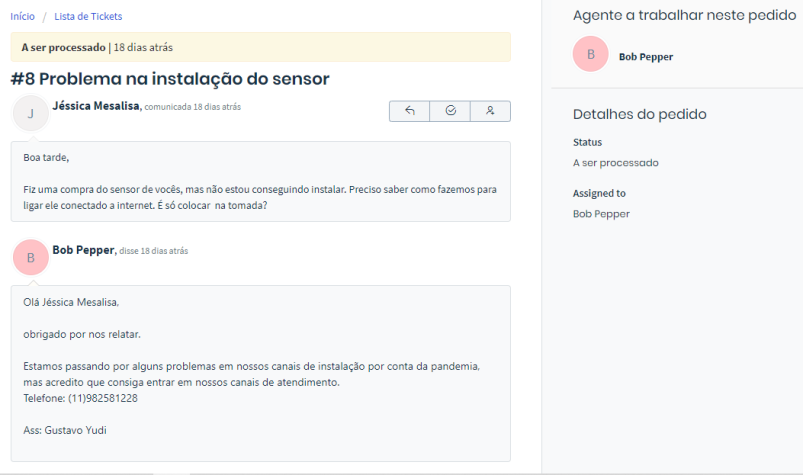 Início / Lista de Tickets
A ser processado | 18 dias atrás
#8 Problema na instalação do sensor
J
Jéssica Mesalisa, comunicada 18 dias atrás
Boa tarde,
Fiz uma compra do sensor de vocês, mas não estou conseguindo instalar. Preciso saber como fazemos para
ligar ele conectado a internet. É só colocar na tomada?
B
Bob Pepper, disse 18 dias atrás
Olá Jéssica Mesalisa,
obrigado por nos relatar.
Estamos passando por alguns problemas em nossos canais de instalação por conta da pandemia,
mas acredito que consiga entrar em nossos canais de atendimento.
Telefone: (11)982581228
Ass: Gustavo Yudi
Agente a trabalhar neste pedido
B
Bob Pepper
Detalhes do pedido
Status
A ser processado
Assigned to
Bob Pepper